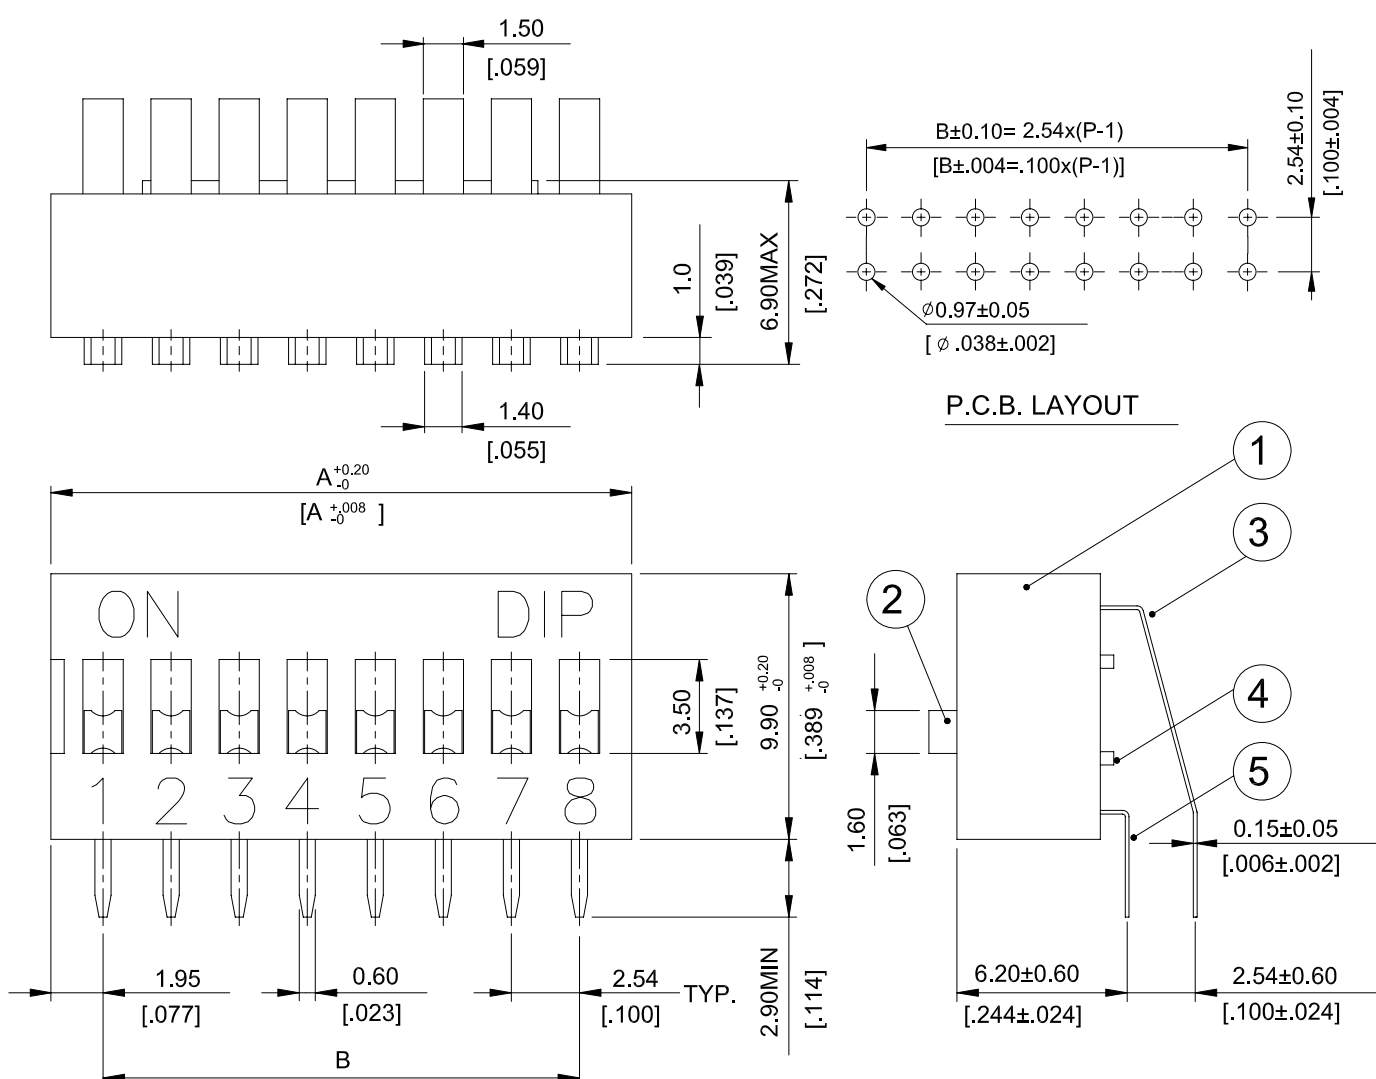 1.50
[.059]
1.0
[.039]
6.90MAX
[.272]
1.40
[.055]
B±0.10= 2.54x(P-1)
[B±.004=.100x(P-1)]
2.54±0.10
[.100±.004]
⌀0.97±0.05
[ ⌀ .038±.002]
P.C.B. LAYOUT
A +0.20 -0
[A +.008 -0 ]
ON DIP
1 2 3 4 5 6 7 8
3.50
[.137]
9.90 +0.20 -0
[.389 +.008 -0 ]
1.95
[.077]
0.60
[.023]
2.54 TYP.
[.100]
2.90MIN
[.114]
B
1
2
3
4
5
1.60
[.063]
0.15±0.05
[.006±.002]
6.20±0.60
[.244±.024]
2.54±0.60
[.100±.024]